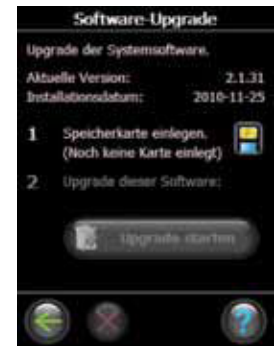 Software-Upgrade
Upgrade der Systemsoftware.
Aktuelle Version: 2.1.31
Installationsdatum: 2010-11-25
1 Speicherkarte einlegen.
(Noch keine Karte einlegt)
2 Upgrade dieser Software:
Upgrade starten
?